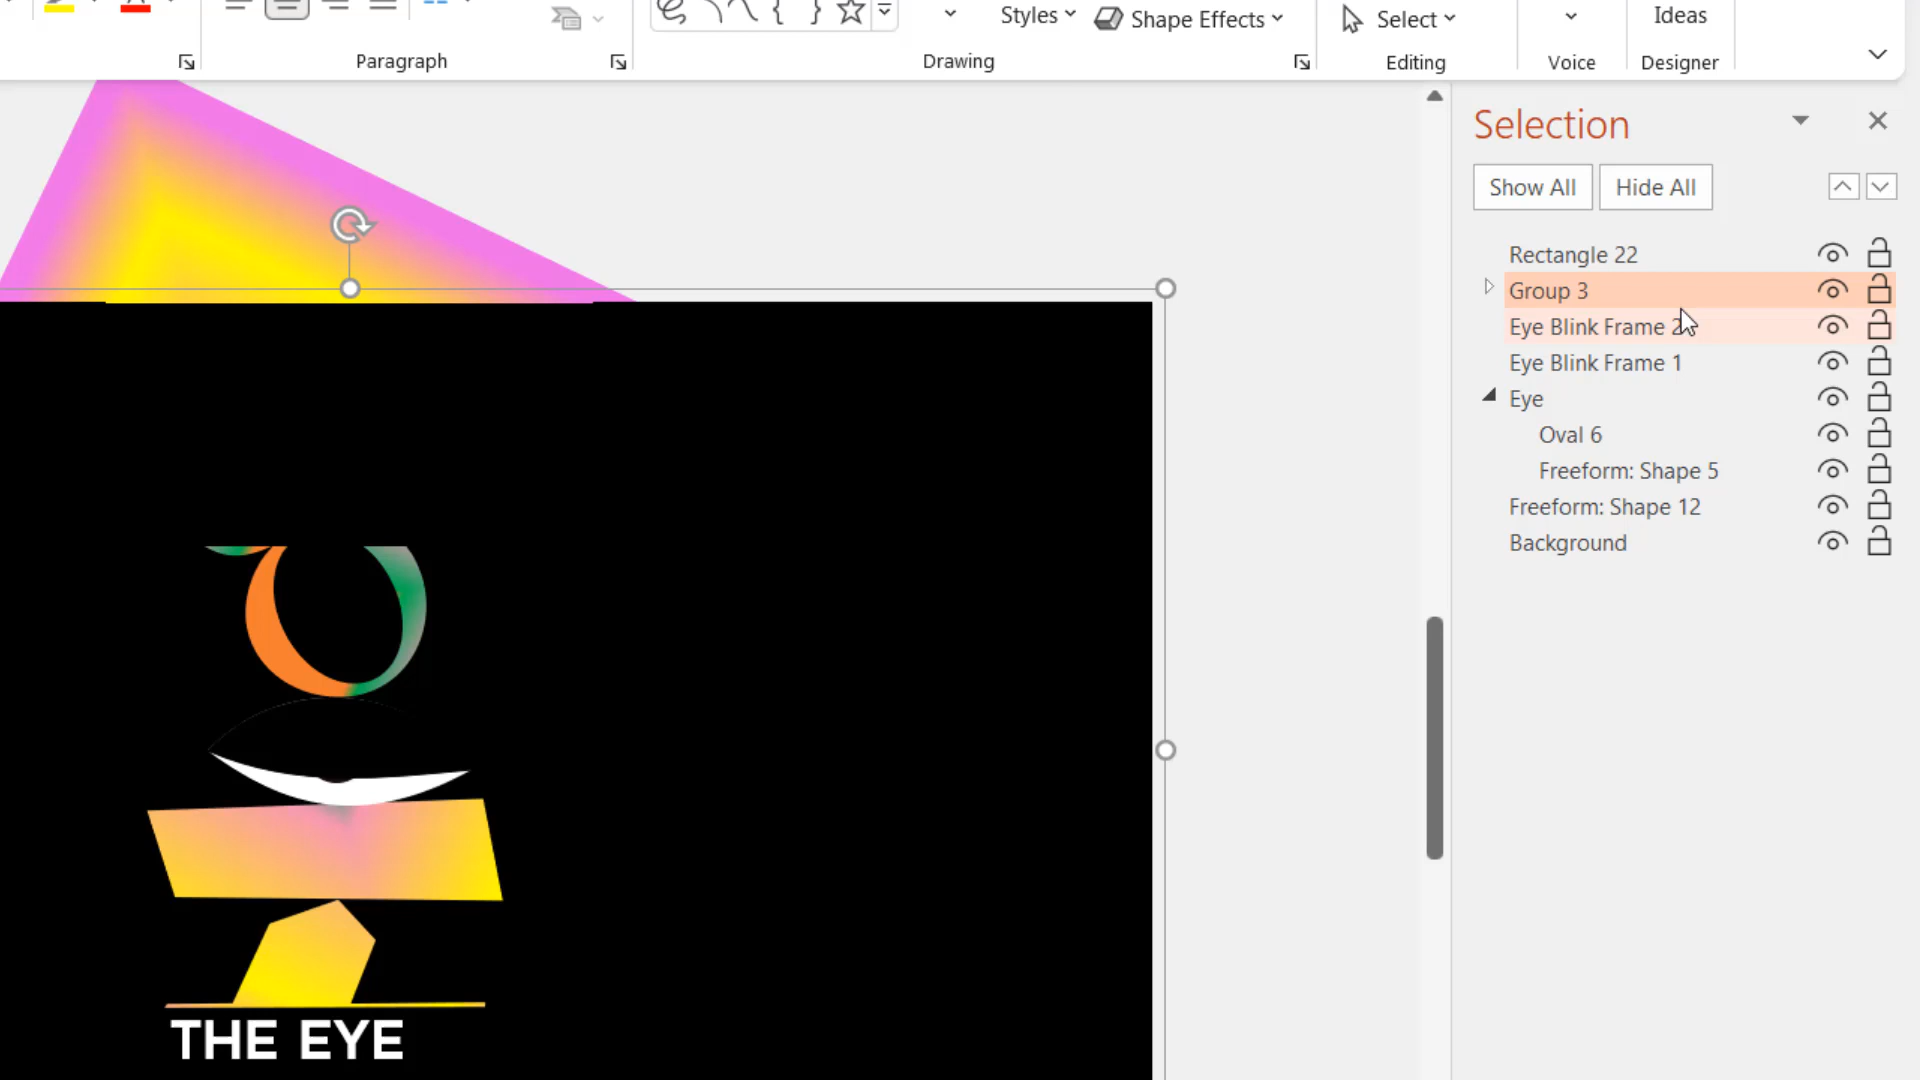 Styles
Shape Effects
Select
Ideas
Paragraph
Drawing
Editing
Voice
Designer
Selection
Show All
Hide All
Rectangle 22
Group 3
Eye Blink Frame 2
Eye Blink Frame 1
Eye
Oval 6
Freeform: Shape 5
Freeform: Shape 12
Background
THE EYE